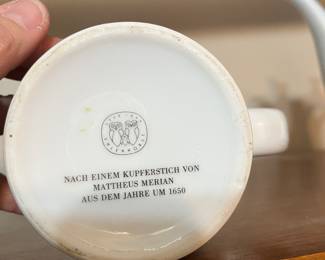 NACH EINEM KUPFERSTICH VON
MATTHEUS MERIAN
AUS DEM JAHRE UM 1650